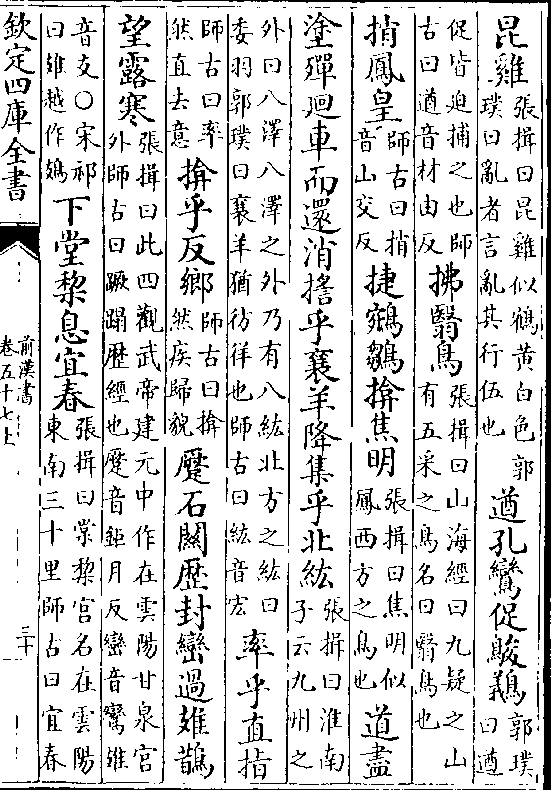 昆雞張揖曰昆雞似鶴黃白色郭璞曰亂者言亂其行伍也遒孔鸞促鵔鸃郭璞曰遒
促皆迫捕之也師古曰遒音材由反拂翳鳥張揖曰山海經曰九疑之山有五采之鳥名曰翳鳥也
捎鳳皇師古曰捎音山交反捷鵷鶵揜焦明張揖曰焦明似鳳西方之鳥也道盡
塗殫廻車而還消摇乎襄羊降集乎北紘張揖曰淮南子云九州之
外曰八澤八澤之外乃有八紘北方之紘曰委羽郭璞曰襄羊猶彷徉也師古曰紘音宏率乎直指
師古曰率然直去意揜乎反鄉師古曰揜然疾歸貌蹷石闗歴封巒過雉鵲
望露寒張揖曰此四觀武帝建元中作在雲陽甘泉宮外師古曰蹶蹋歴經也蹷音鉅月反巒音鸞雉
音支○宋祁曰雉越作鳷下堂棃息宜春張揖曰棠棃宮名在雲陽東南三十里師古曰宜春
欽定四庫全書
前漢書
卷五十七上
三十